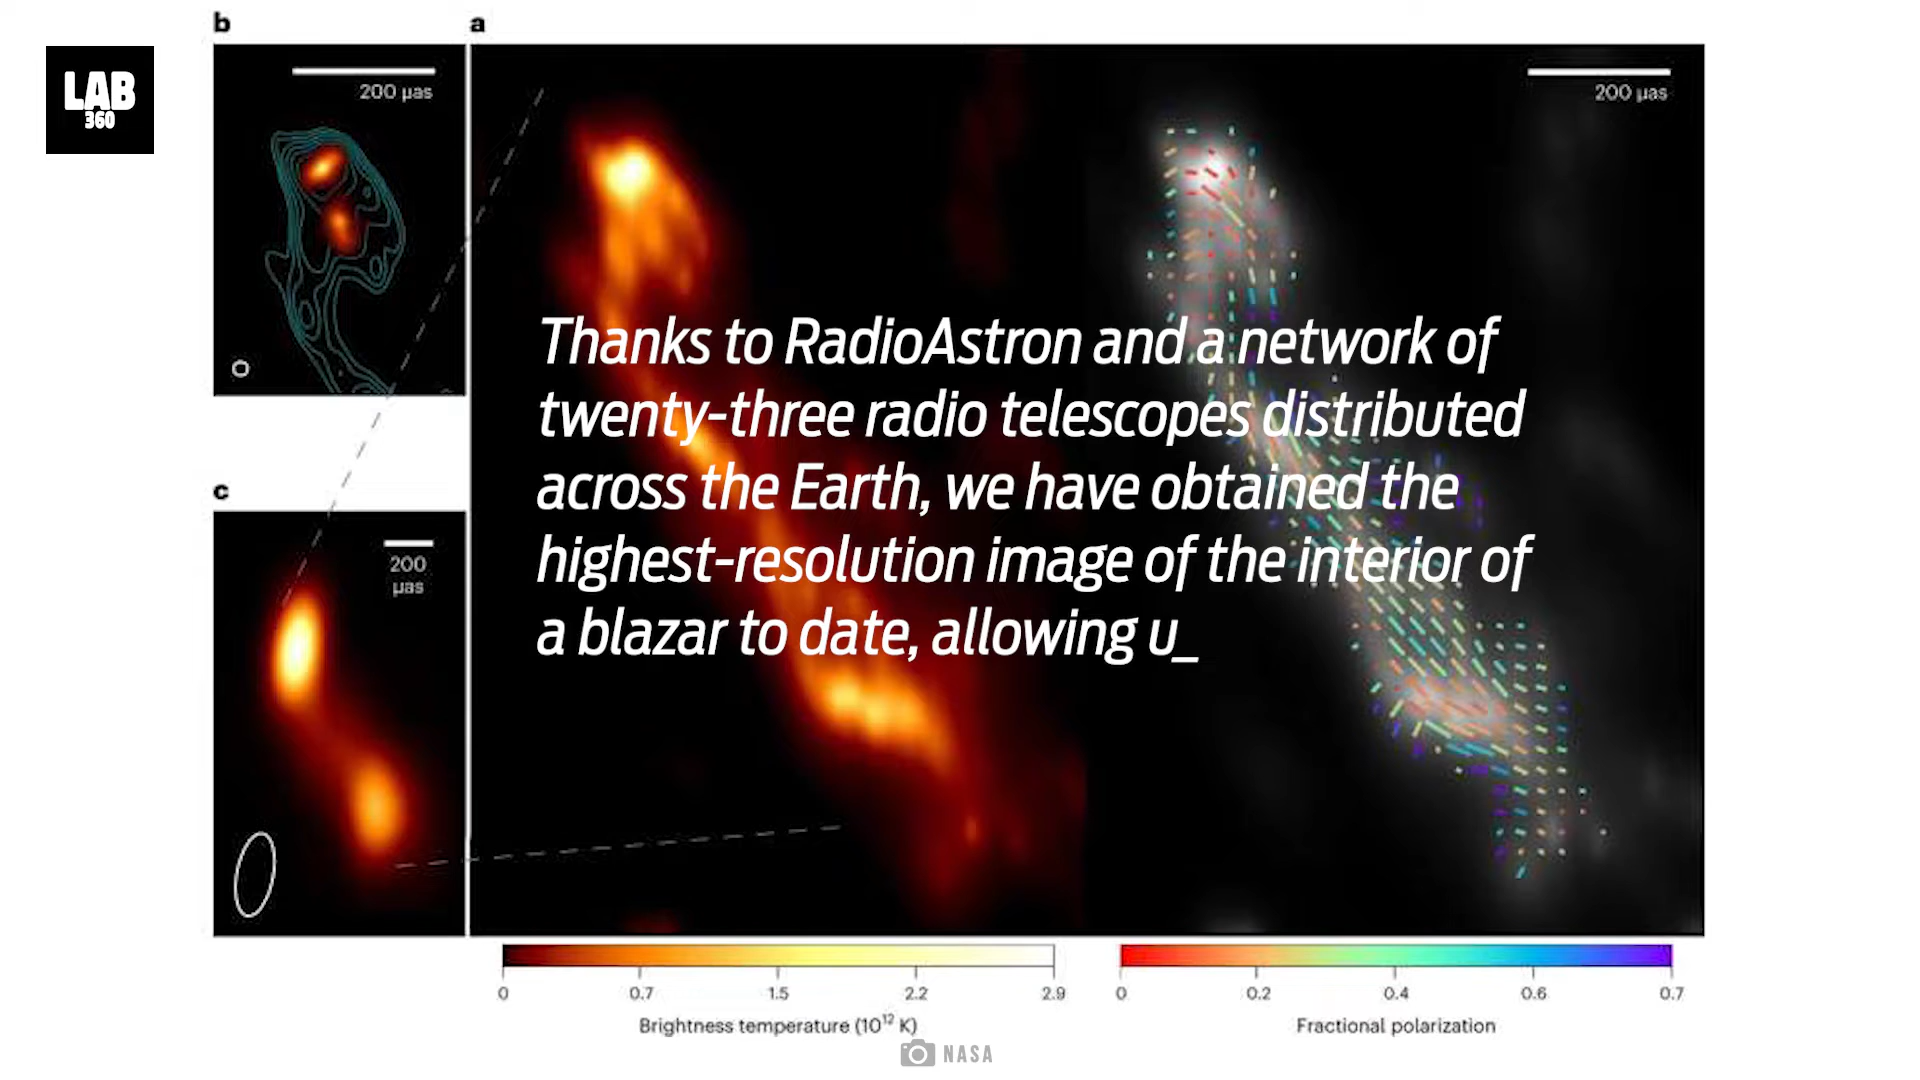 b
a
LAB
360
200 µas
200 µas
Thanks to RadioAstron and a network of
twenty-three radio telescopes distributed
across the Earth, we have obtained the
highest-resolution image of the interior of
a blazar to date, allowing u_
c
200
µas
0
0.7
1.5
2.2
2.9
Brightness temperature (10¹² K)
0
0.2
0.4
0.6
0.7
Fractional polarization
NASA